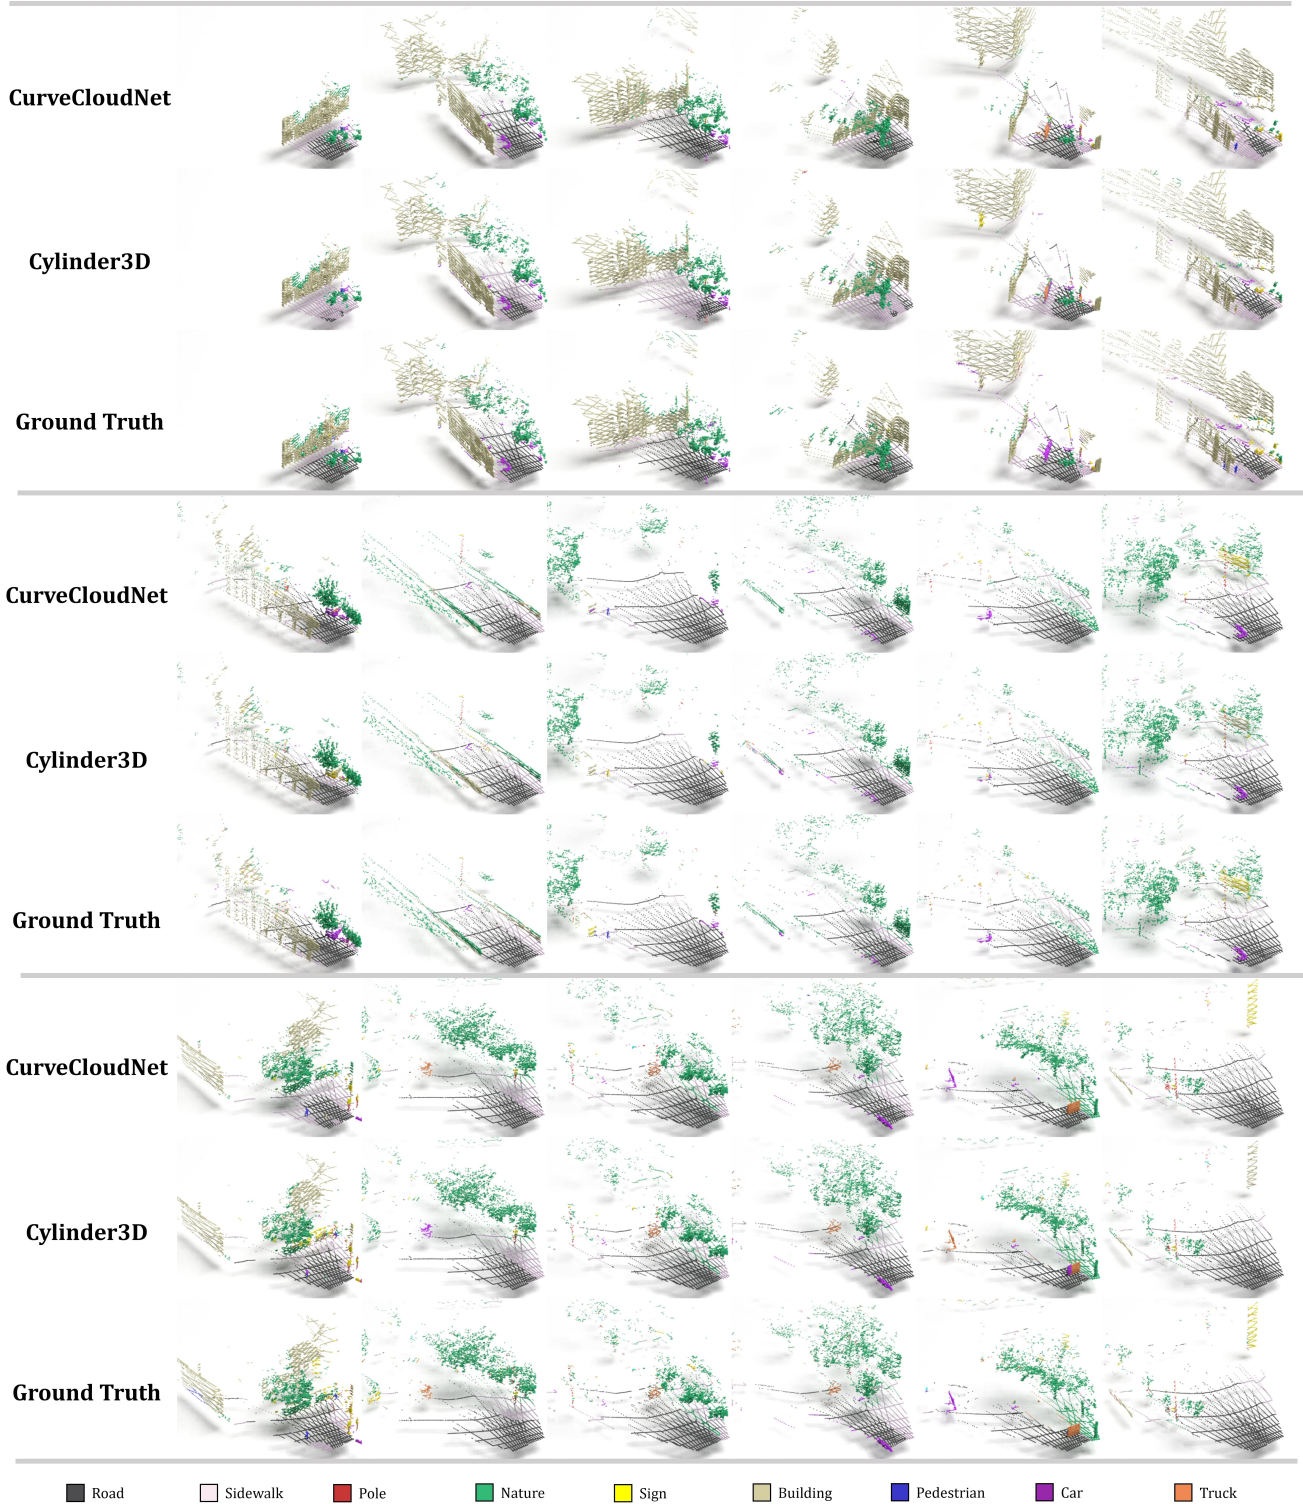 CurveCloudNet
Cylinder3D
Ground Truth
CurveCloudNet
Cylinder3D
Ground Truth
CurveCloudNet
Cylinder3D
Ground Truth
Road Sidewalk Pole Nature Sign Building Pedestrian Car Truck